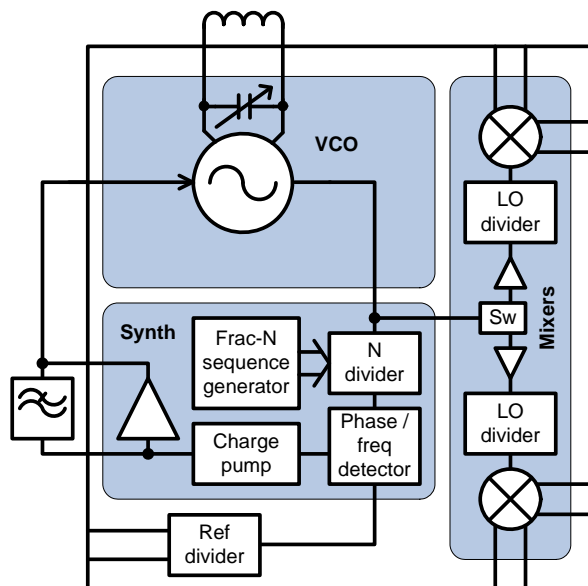 VCO
LO
divider
Sw
Mixers
LO
divider
Synth
Frac-N
sequence
generator
N
divider
Charge
pump
Phase /
freq
detector
Ref
divider